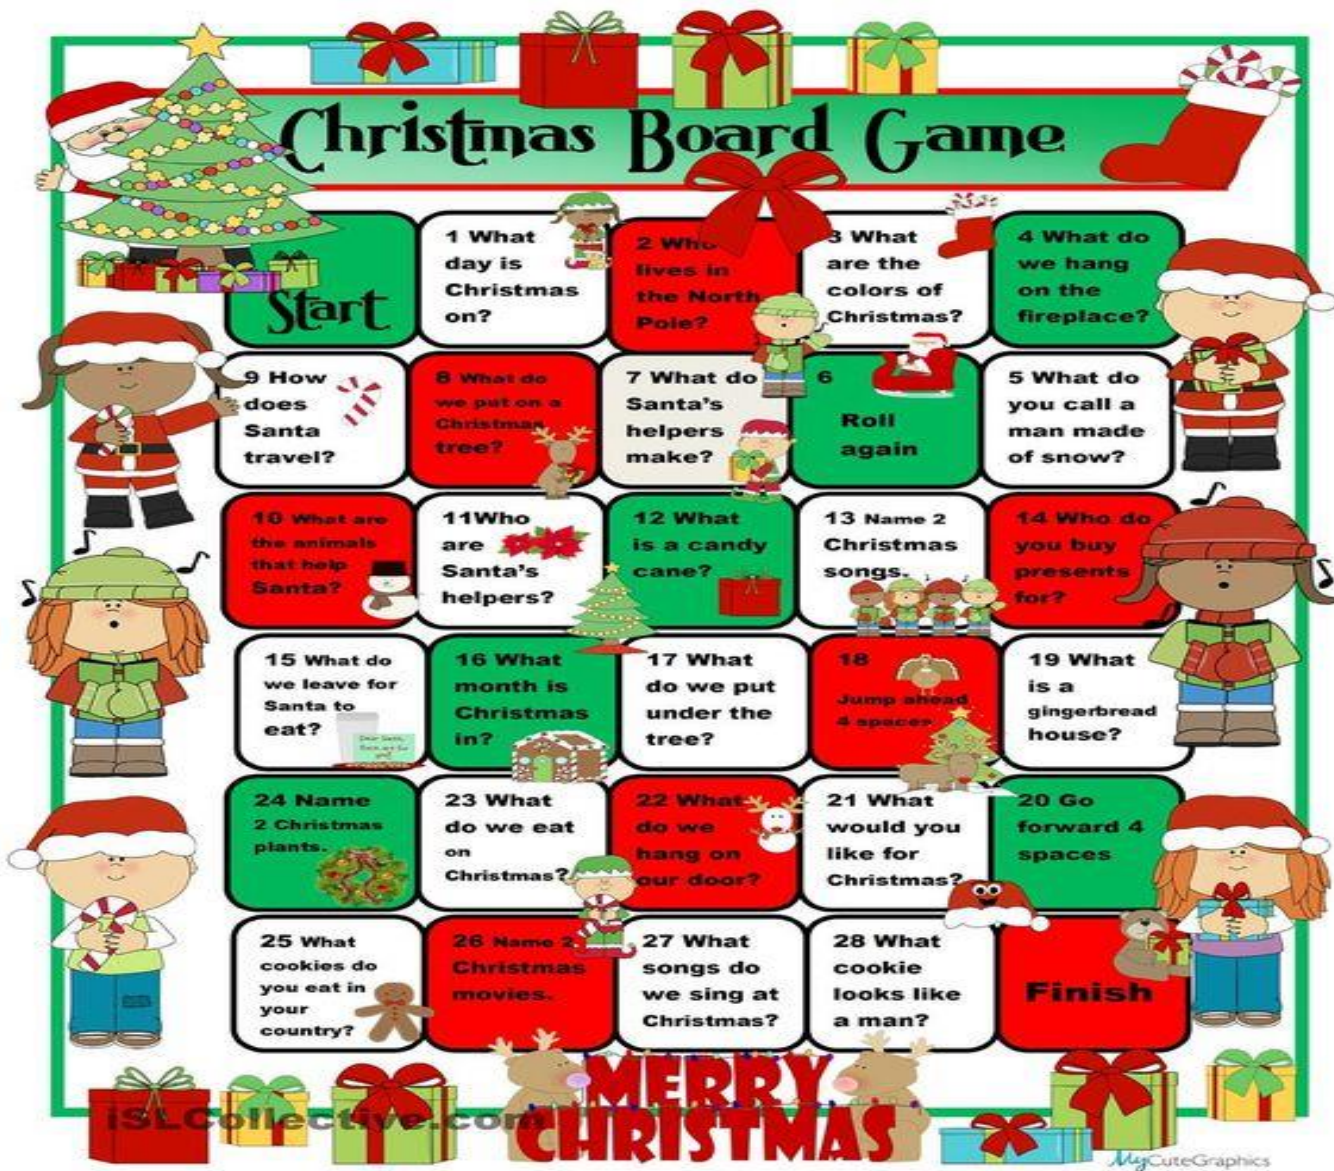 Christmas Board Game
Start
1 What
day is
Christmas
on?
2 Who
lives in
the North
Pole?
3 What
are the
colors of
Christmas?
4 What do
we hang
on the
fireplace?
9 How
does
Santa
travel?
8 What do
we put on a
Christmas
tree?
7 What do
Santa's
helpers
make?
6
Roll
again
5 What do
you call a
man made
of snow?
10 What are
the animals
that help
Santa?
11Who
are
Santa's
helpers?
12 What
is a candy
cane?
13 Name 2
Christmas
songs.
14 Who do
you buy
presents
for?
15 What do
we leave for
Santa to
eat?
Dear Santa,
16 What
month is
Christmas
in?
17 What
do we put
under the
tree?
18
Jump ahead
4 spaces
19 What
is a
gingerbread
house?
24 Name
2 Christmas
plants.
23 What
do we eat
on
Christmas?
22 What
do we
hang on
our door?
21 What
would you
like for
Christmas?
20 Go
forward 4
spaces
25 What
cookies do
you eat in
your
country?
26 Name 2
Christmas
movies.
27 What
songs do
we sing at
Christmas?
28 What
cookie
looks like
a man?
Finish
MERRY
CHRISTMAS
iSLCollective.com
MyCuteGraphics